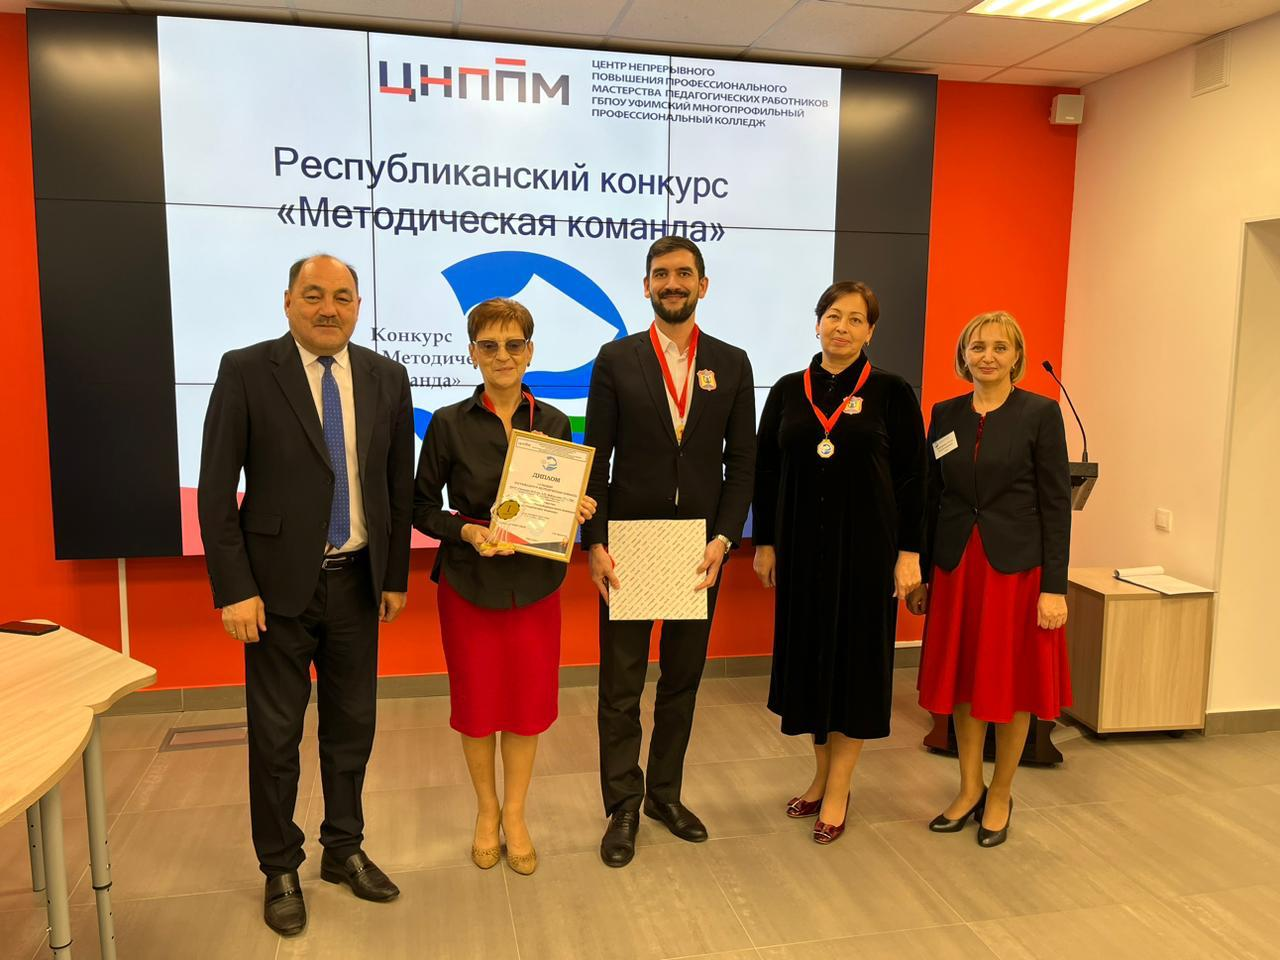 ЦНППМ
ЦЕНТР НЕПРЕРЫВНОГО
ПОВЫШЕНИЯ ПРОФЕССИОНАЛЬНОГО
МАСТЕРСТВА ПЕДАГОГИЧЕСКИХ РАБОТНИКОВ
ГБПОУ УФИМСКИЙ МНОГОПРОФИЛЬНЫЙ
ПРОФЕССИОНАЛЬНЫЙ КОЛЛЕДЖ
Республиканский конкурс
«Методическая команда»
Конкурс
Методиче
анда»
ДИПЛОМ